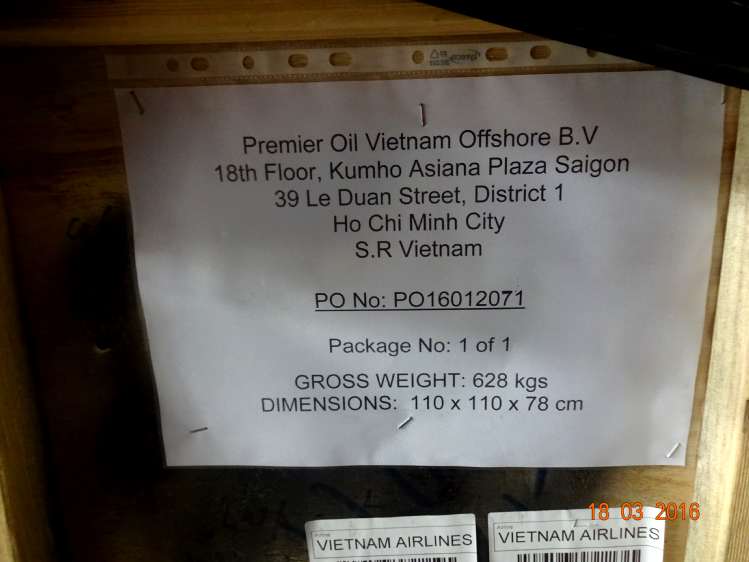 Premier Oil Vietnam Offshore B.V
18th Floor, Kumho Asiana Plaza Saigon
39 Le Duan Street, District 1
Ho Chi Minh City
S.R Vietnam
PO No: PO16012071
Package No: 1 of 1
GROSS WEIGHT: 628 kgs
DIMENSIONS: 110 x 110 x 78 cm
18 03 2016
VIETNAM AIRLINES
VIETNAM AIRLINES